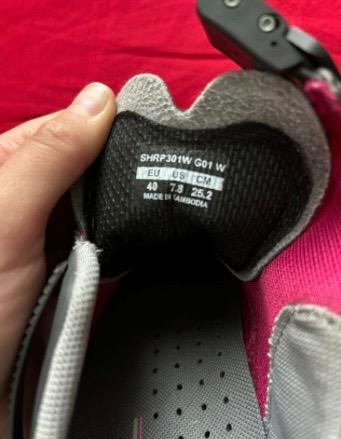 SHRP301W G01 W
EU US CM
40 7.8 25.2
MADE IN CAMBODIA